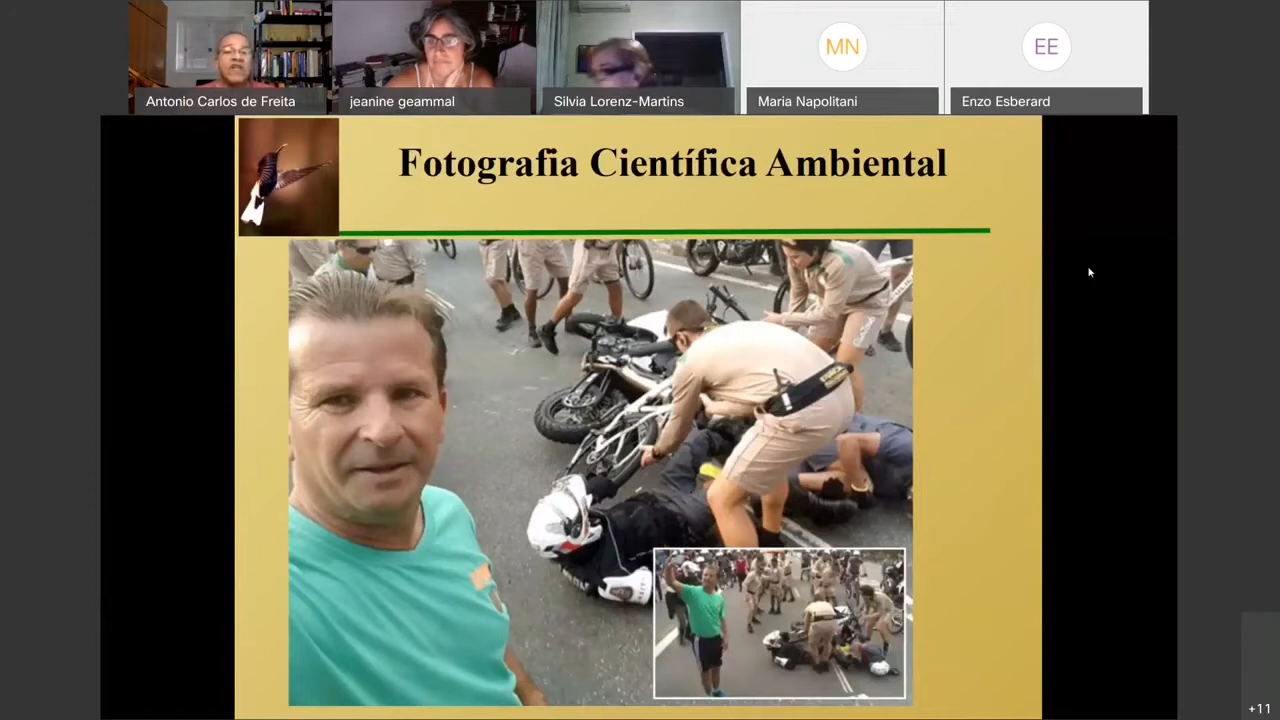 Antonio Carlos de Freita
jeanine geammal
Silvia Lorenz-Martins
MN
Maria Napolitani
EE
Enzo Esberard
Fotografia Científica Ambiental
+11